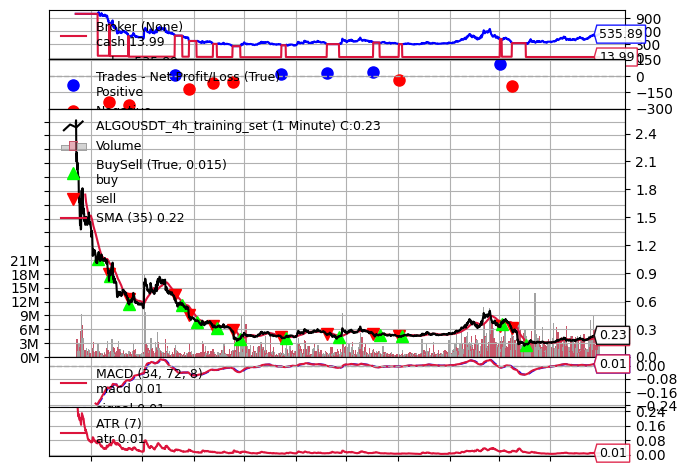 Broker (None)
cash 13.99
900
535.89
300
13.99
150
Trades - Net Profit/Loss (True)
Positive
0
−150
−300
ALGOUSDT_4h_training_set (1 Minute) C:0.23
Volume
BuySell (True, 0.015)
buy
sell
SMA (35) 0.22
2.4
2.1
1.8
1.5
1.2
0.9
0.6
0.3
0.23
0.0
21M
18M
15M
12M
9M
6M
3M
0M
MACD (34, 72, 8)
macd 0.01
0.01
0.00
−0.08
−0.16
−0.24
ATR (7)
atr 0.01
0.24
0.16
0.08
0.01
0.00